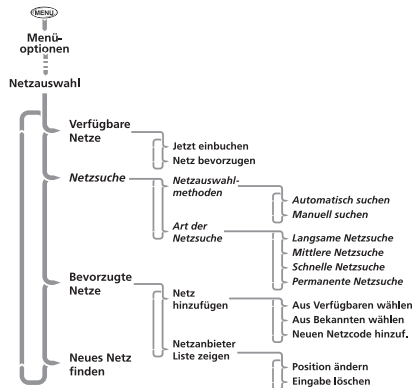 MENU
Menü-
optionen
Netzauswahl
Verfügbare
Netze
Jetzt einbuchen
Netz bevorzugen
Netzsuche
Netzauswahl-
methoden
Automatisch suchen
Manuell suchen
Art der
Netzsuche
Langsame Netzsuche
Mittlere Netzsuche
Schnelle Netzsuche
Permanente Netzsuche
Bevorzugte
Netze
Netz
hinzufügen
Aus Verfügbaren wählen
Aus Bekannten wählen
Neuen Netzcode hinzuf.
Netzanbieter
Liste zeigen
Position ändern
Eingabe löschen
Neues Netz
finden